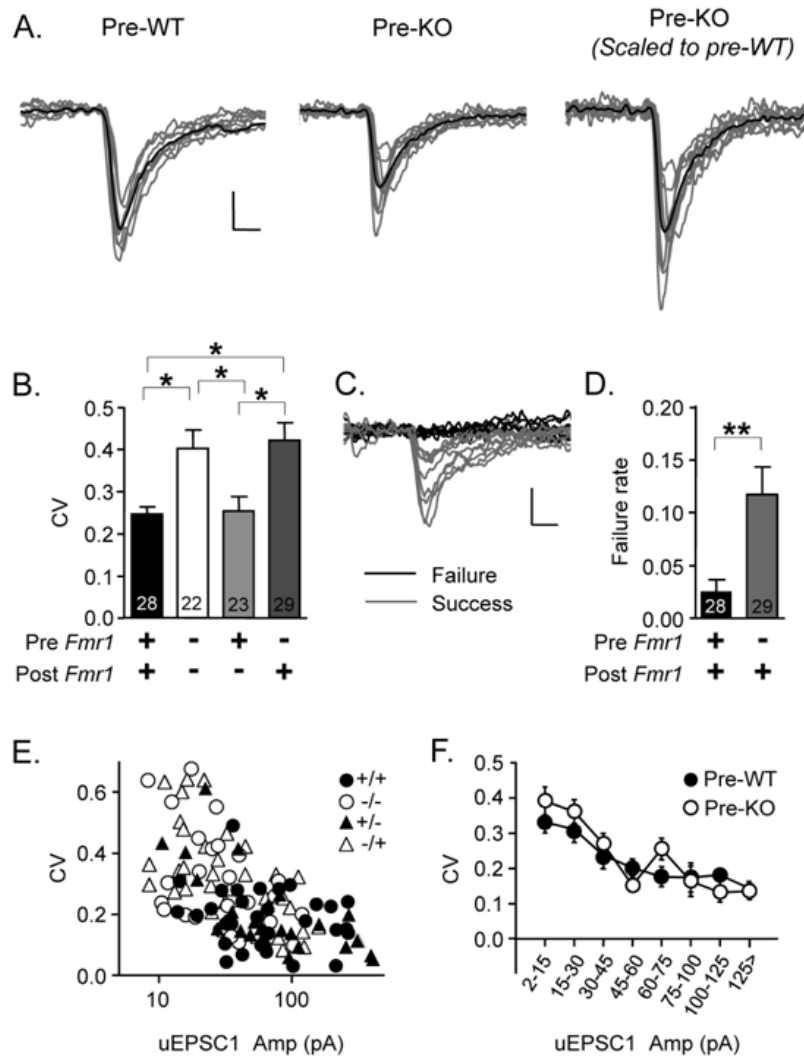 A.
Pre-WT
Pre-KO
Pre-KO
(Scaled to pre-WT)
B.
*
* * *
CV
0.5
0.4
0.3
0.2
0.1
0.0
28 22 23 29
Pre Fmr1 + - + -
Post Fmr1 + - - +
C.
Failure
Success
D.
**
Failure rate
0.20
0.15
0.10
0.05
0.00
28 29
+ -
+ +
E.
CV
0.6
0.4
0.2
0.0
10 100
uEPSC1 Amp (pA)
+/+
-/-
+/-
-/+
F.
CV
0.5
0.4
0.3
0.2
0.1
0.0
Pre-WT
Pre-KO
2-15
15-30
30-45
45-60
60-75
75-100
100-125
125>
uEPSC1 Amp (pA)